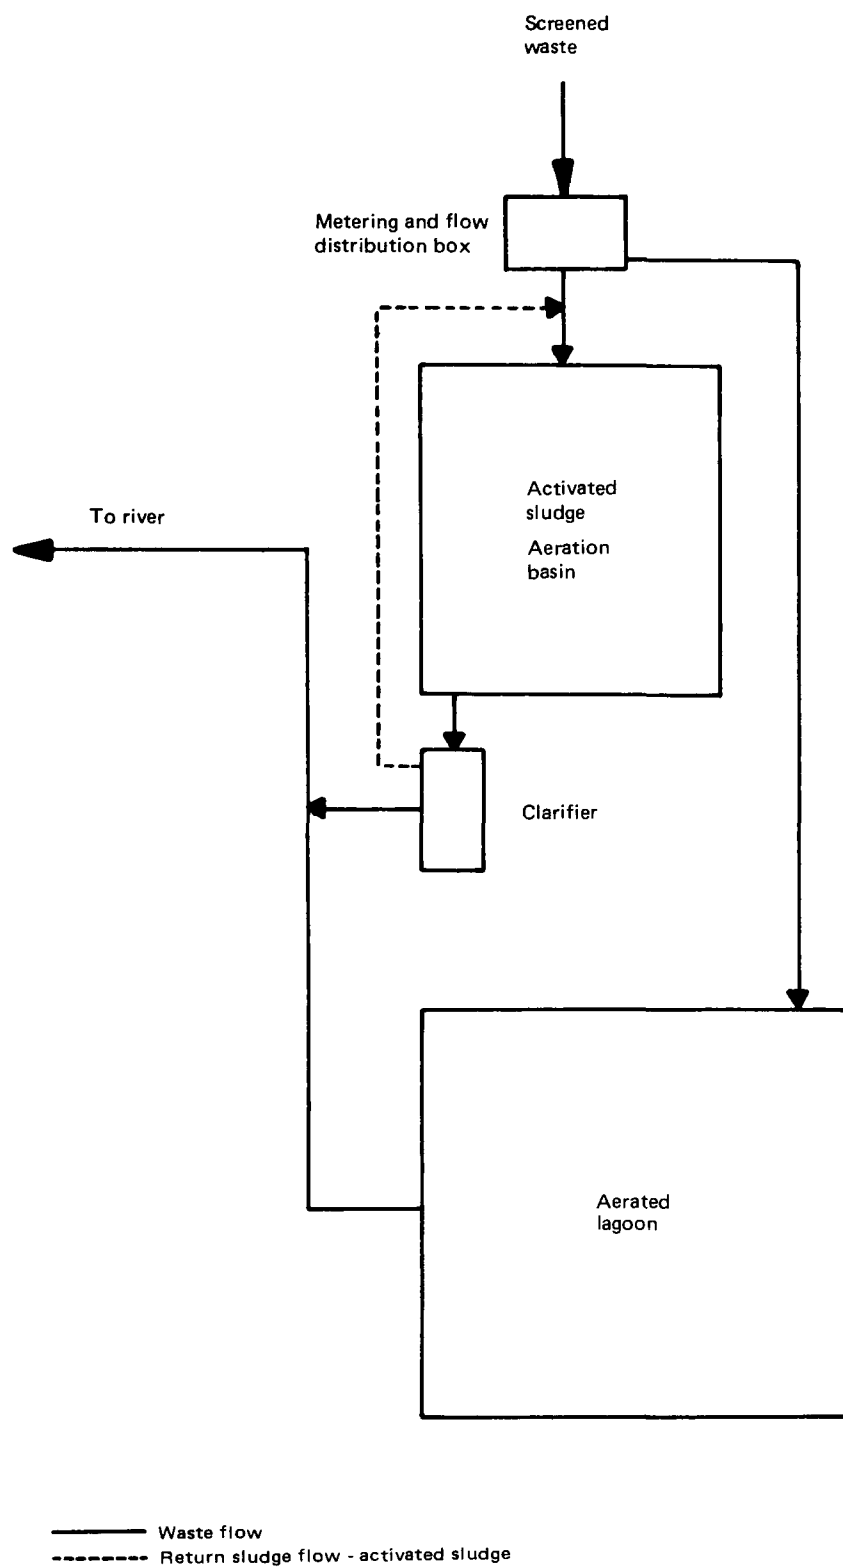 Screened
waste
Metering and flow
distribution box
Activated
sludge
Aeration
basin
To river
Clarifier
Aerated
lagoon
Waste flow
Return sludge flow - activated sludge